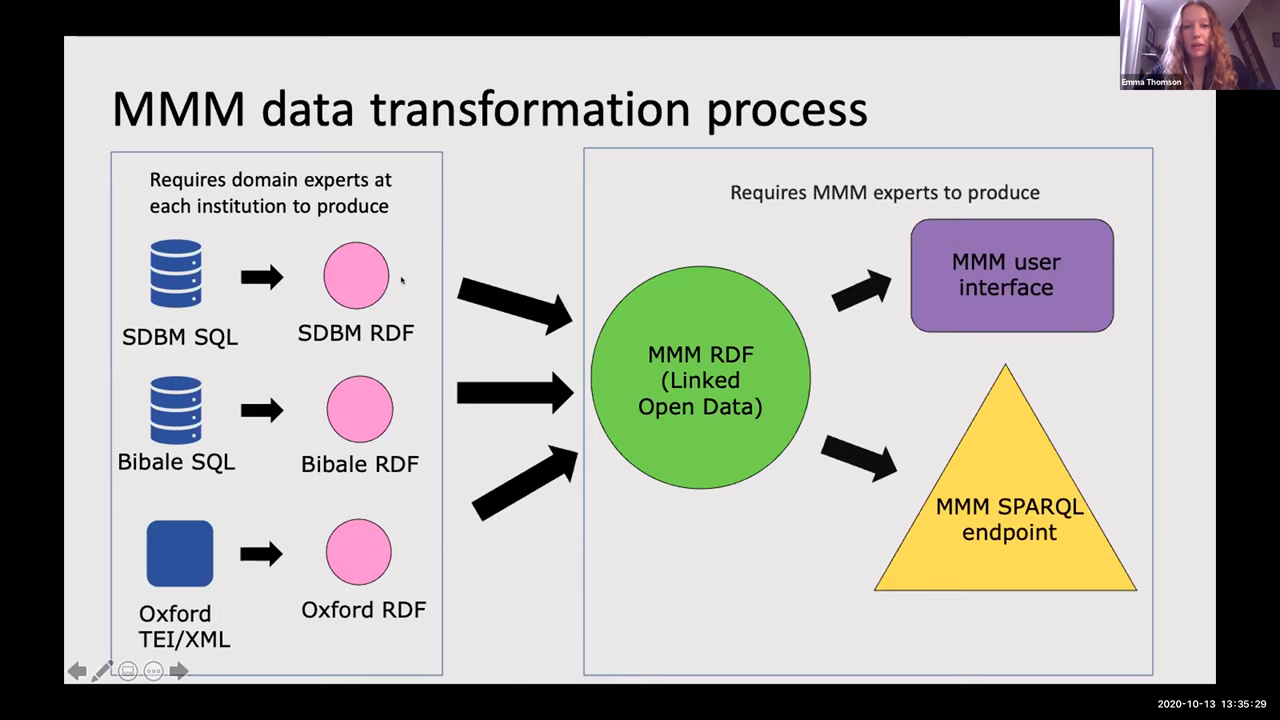 Emma Thomson
MMM data transformation process
Requires domain experts at
each institution to produce
SDBM SQL
SDBM RDF
Bibale SQL
Bibale RDF
Oxford
TEI/XML
Oxford RDF
Requires MMM experts to produce
MMM RDF
(Linked
Open Data)
MMM user
interface
MMM SPARQL
endpoint
2020-10-13 13:35:29